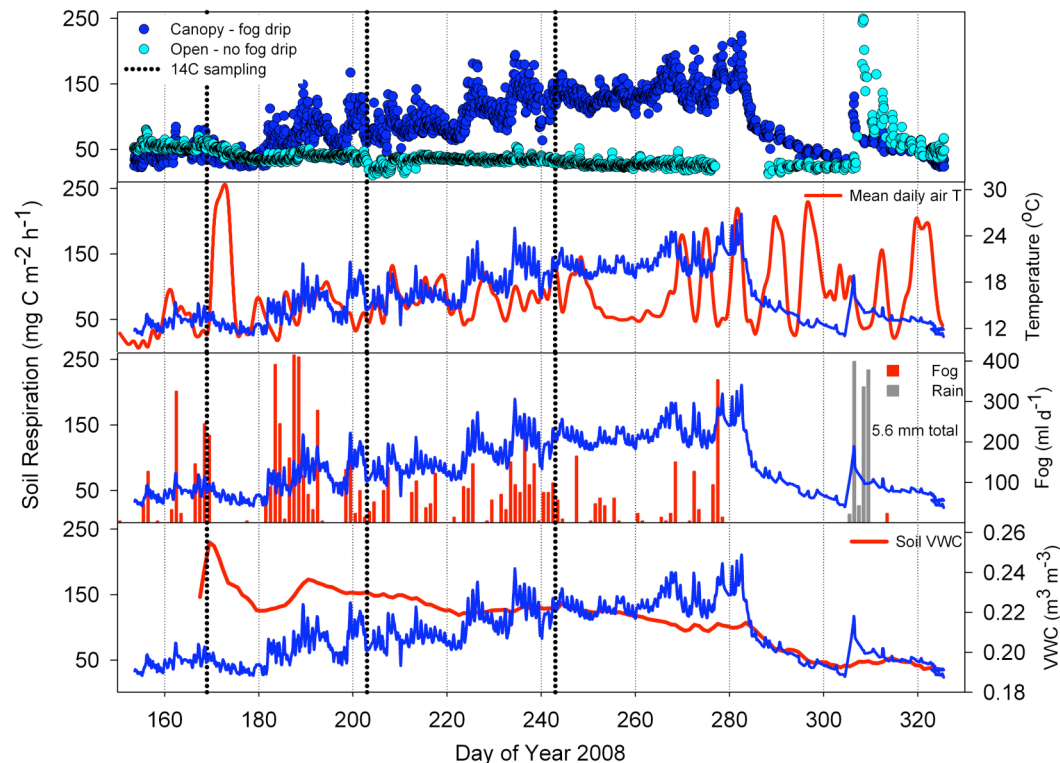 250
150
50
Canopy - fog drip
Open - no fog drip
14C sampling
250
150
50
Mean daily air T
30
24
18
12
Temperature (°C)
Soil Respiration (mg C m-2 h-1)
250
150
50
Fog
Rain
5.6 mm total
400
300
200
100
Fog (ml d-1)
250
150
50
Soil VWC
0.26
0.24
0.22
0.20
0.18
VWC (m3 m-3)
160 180 200 220 240 260 280 300 320
Day of Year 2008